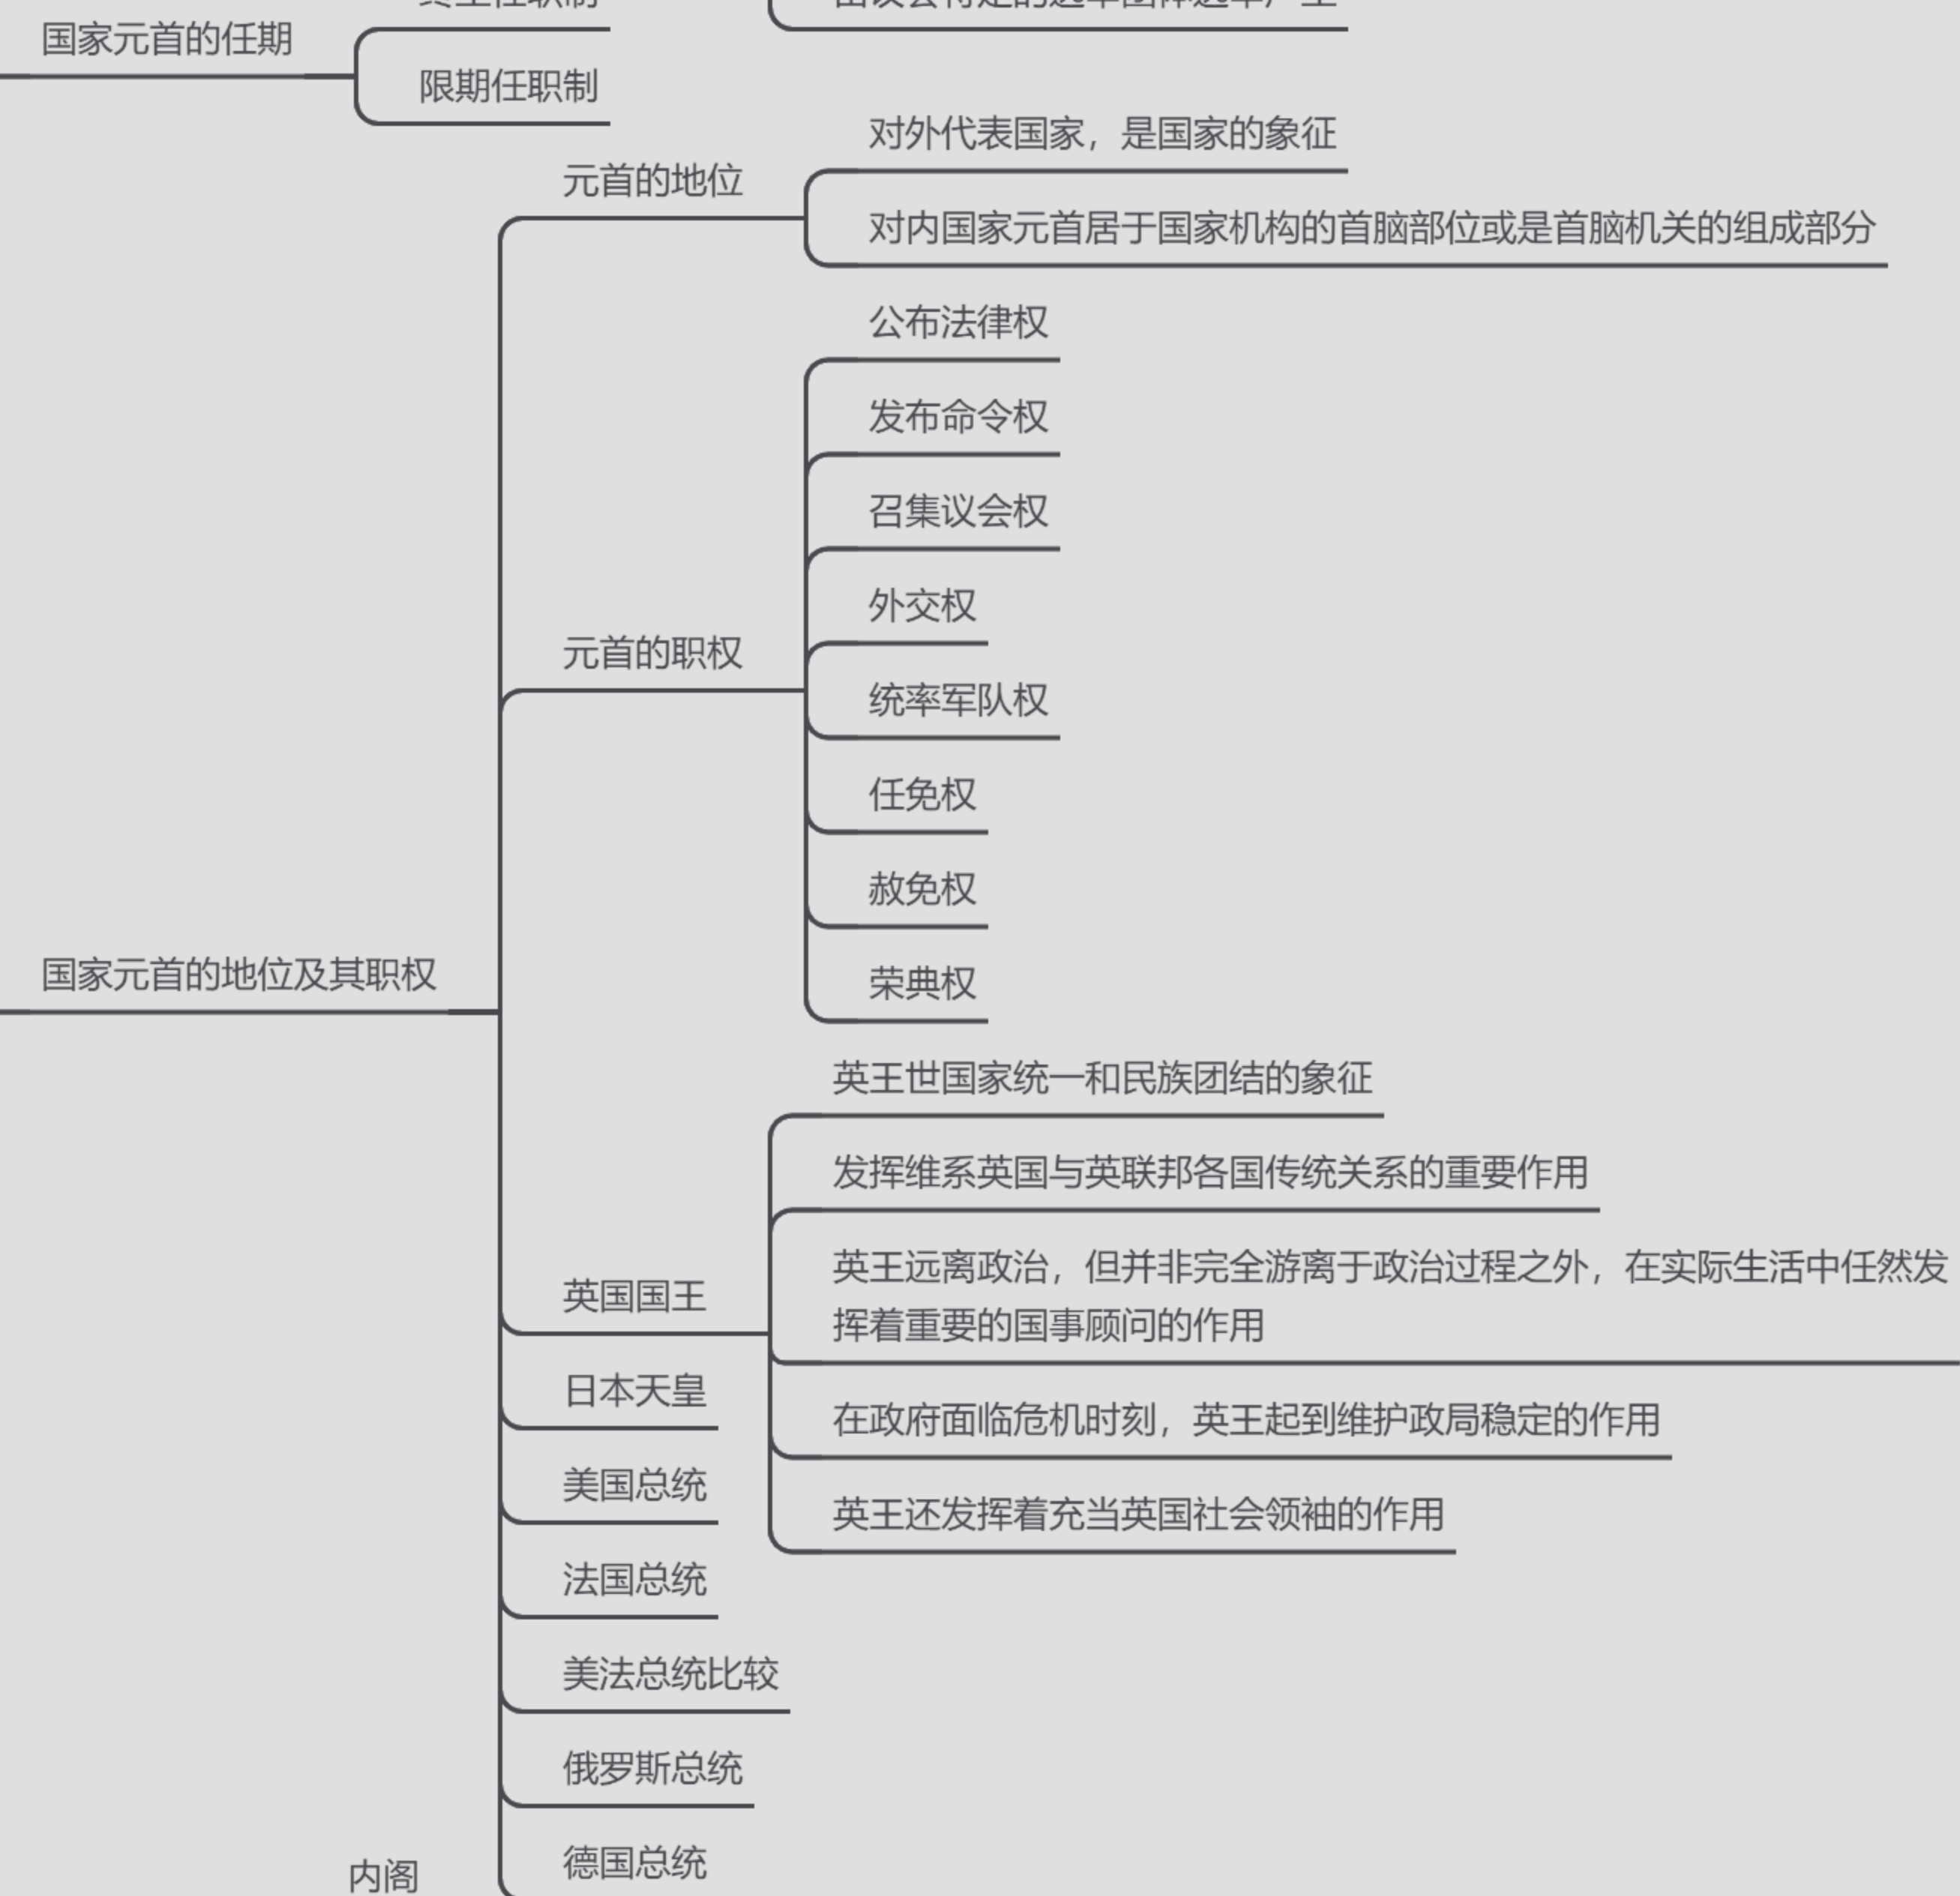 国家元首的任期
终生任职制
限期任职制
元首的地位
对外代表国家，是国家的象征
对内国家元首居于国家机构的首脑部位或是首脑机关的组成部分
公布法律权
发布命令权
召集议会权
外交权
元首的职权
统率军队权
任免权
赦免权
国家元首的地位及其职权
荣典权
英王世国家统一和民族团结的象征
发挥维系英国与英联邦各国传统关系的重要作用
英王远离政治，但并非完全游离于政治过程之外，在实际生活中任然发
挥着重要的国事顾问的作用
英国国王
在政府面临危机时刻，英王起到维护政局稳定的作用
英王还发挥着充当英国社会领袖的作用
日本天皇
美国总统
法国总统
美法总统比较
俄罗斯总统
德国总统
内阁